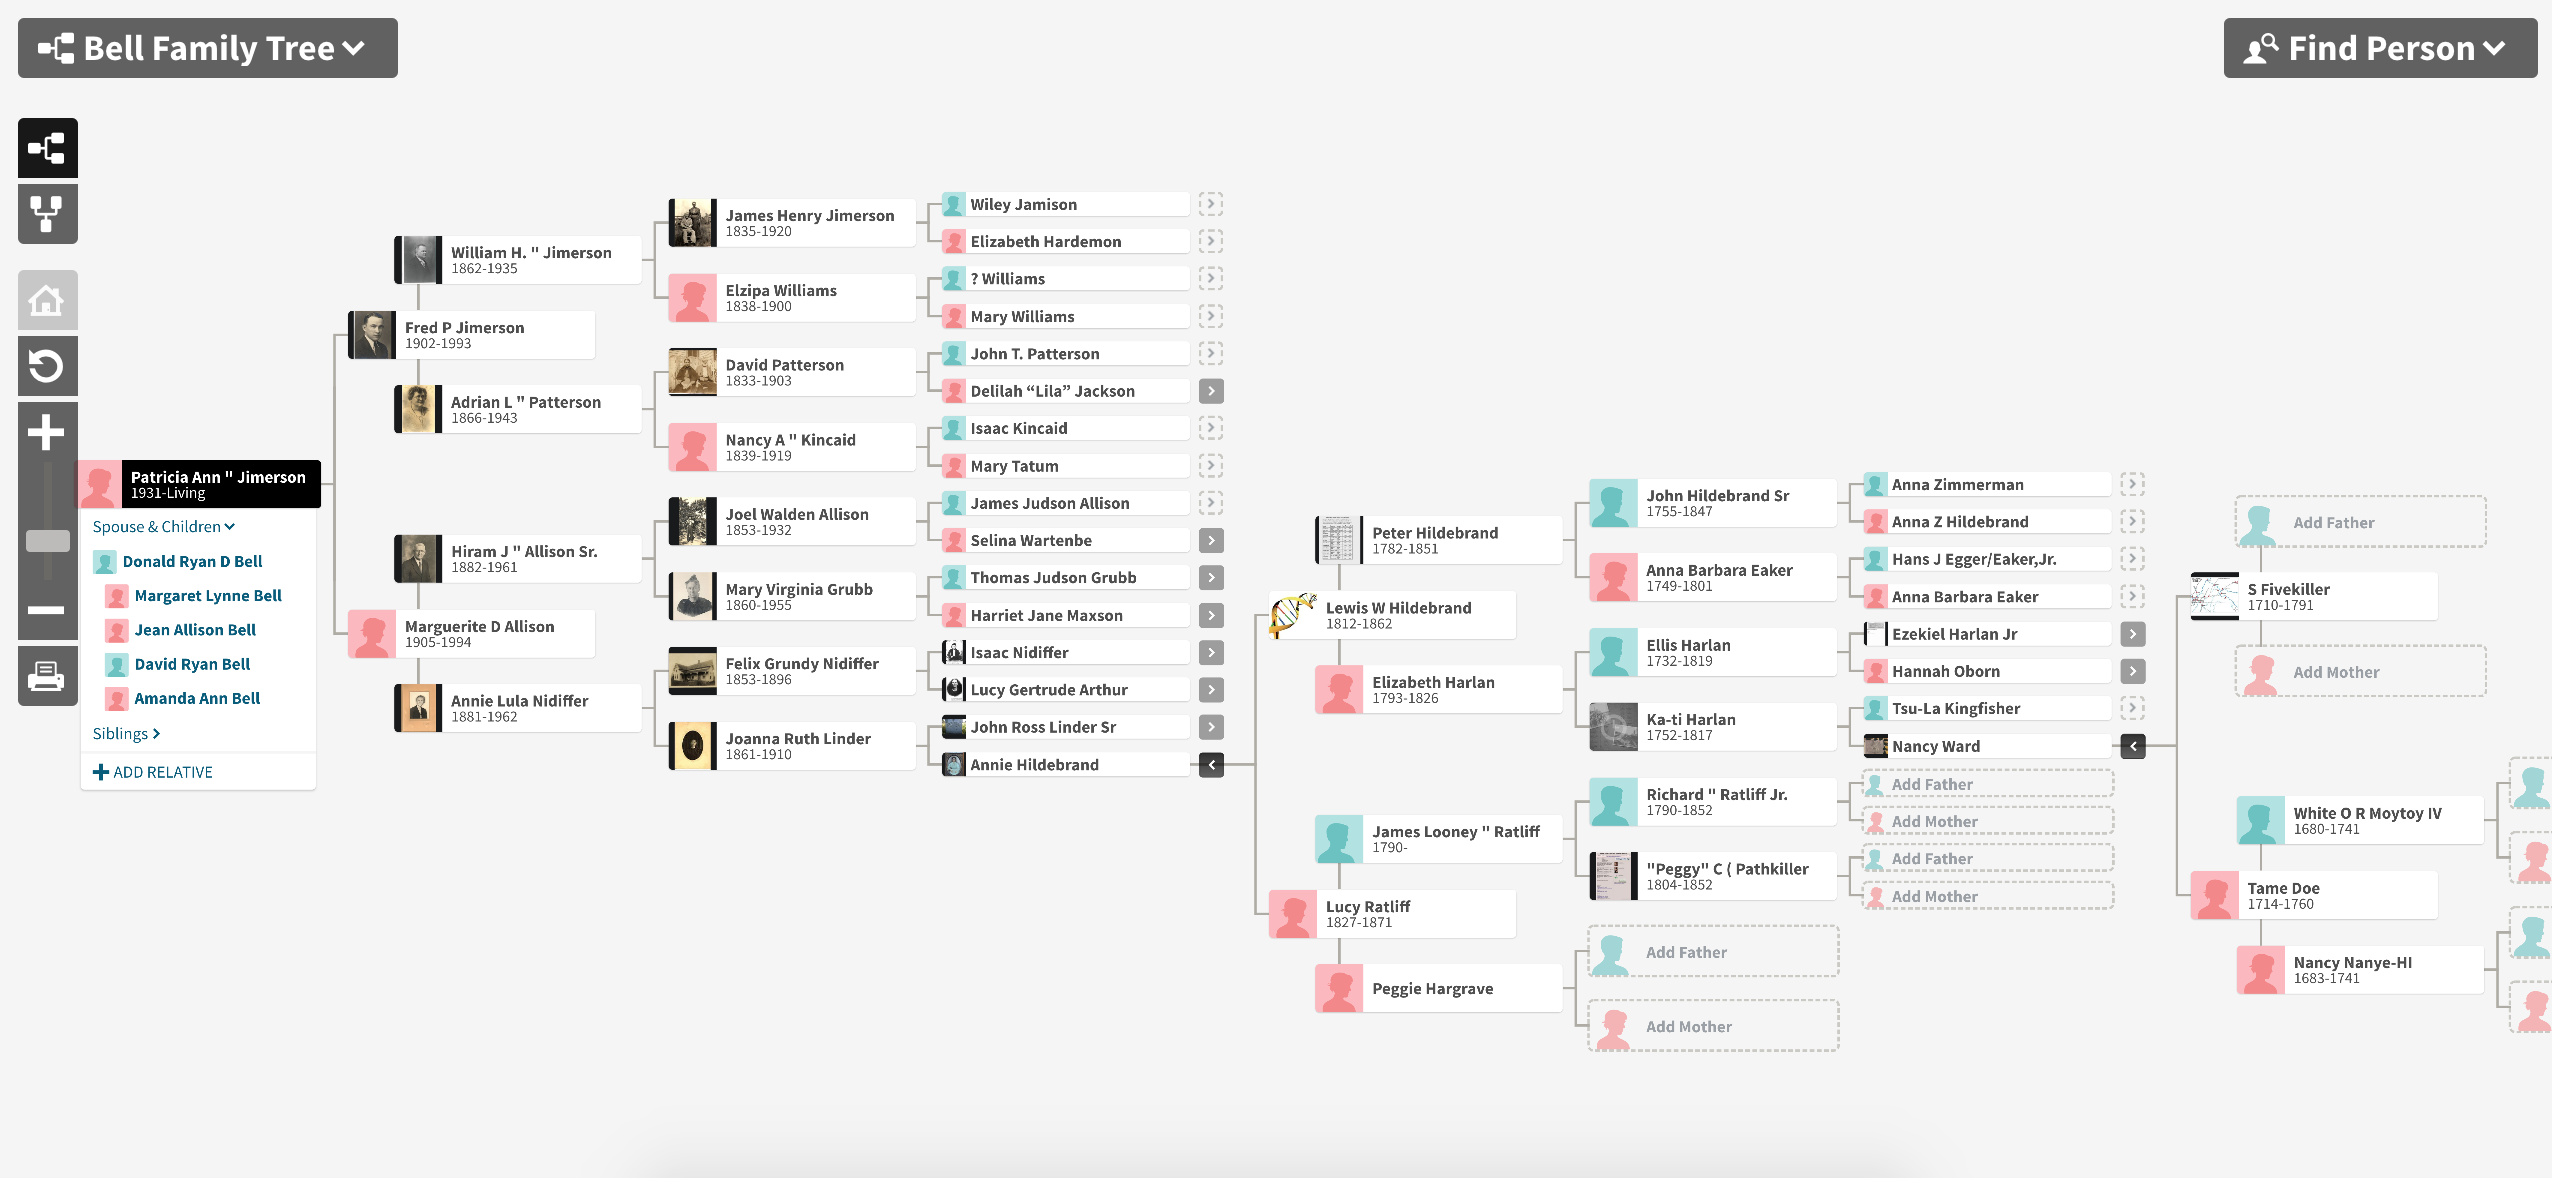 Bell Family Tree
Find Person
Patricia Ann " Jimerson
1931-Living
Spouse & Children
Donald Ryan D Bell
Margaret Lynne Bell
Jean Allison Bell
David Ryan Bell
Amanda Ann Bell
Siblings
ADD RELATIVE
Fred P Jimerson
1902-1993
Marguerite D Allison
1905-1994
William H. " Jimerson
1862-1935
Adrian L " Patterson
1866-1943
Hiram J " Allison Sr.
1882-1961
Annie Lula Nidiffer
1881-1962
James Henry Jimerson
1835-1920
Elzipa Williams
1838-1900
David Patterson
1833-1903
Nancy A " Kincaid
1839-1919
Joel Walden Allison
1853-1932
Mary Virginia Grubb
1860-1955
Felix Grundy Nidiffer
1853-1896
Joanna Ruth Linder
1861-1910
Wiley Jamison
Elizabeth Hardemon
? Williams
Mary Williams
John T. Patterson
Delilah “Lila” Jackson
Isaac Kincaid
Mary Tatum
James Judson Allison
Selina Wartenbe
Thomas Judson Grubb
Harriet Jane Maxson
Isaac Nidiffer
Lucy Gertrude Arthur
John Ross Linder Sr
Annie Hildebrand
Lewis W Hildebrand
1812-1862
Lucy Ratliff
1827-1871
Peter Hildebrand
1782-1851
Elizabeth Harlan
1793-1826
James Looney " Ratliff
1790-
Peggie Hargrave
John Hildebrand Sr
1755-1847
Anna Barbara Eaker
1749-1801
Ellis Harlan
1732-1819
Ka-ti Harlan
1752-1817
Richard " Ratliff Jr.
1790-1852
"Peggy" C ( Pathkiller
1804-1852
Add Father
Add Mother
Anna Zimmerman
Anna Z Hildebrand
Hans J Egger/Eaker,Jr.
Anna Barbara Eaker
Ezekiel Harlan Jr
Hannah Oborn
Tsu-La Kingfisher
Nancy Ward
Add Father
Add Mother
Add Father
Add Mother
Add Father
S Fivekiller
1710-1791
Add Mother
White O R Moytoy IV
1680-1741
Tame Doe
1714-1760
Nancy Nanye-HI
1683-1741